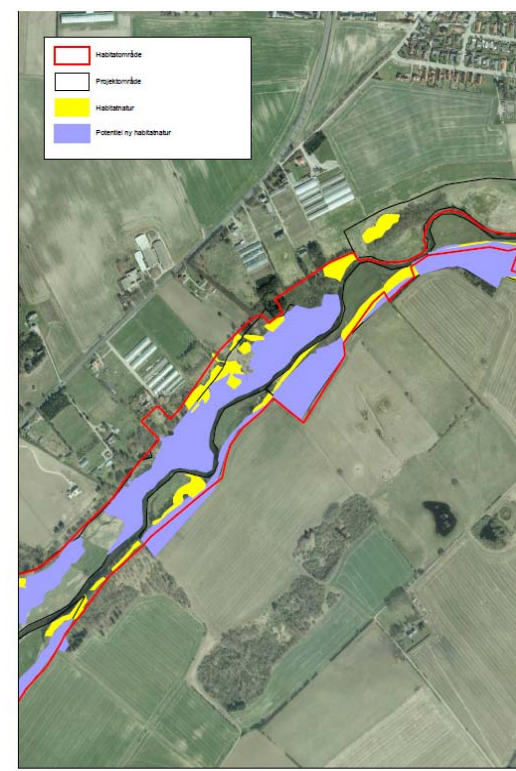 Habitatområde
Projektområde
Habitatnatur
Potentiel ny habitatnatur